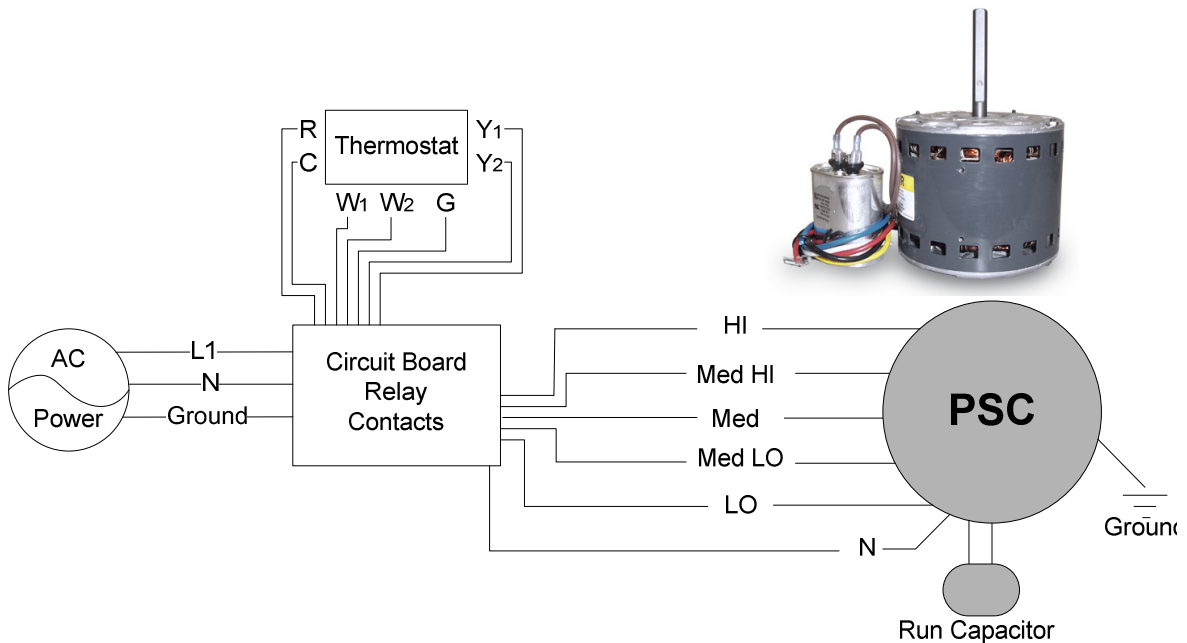 R
Thermostat
Y1
C
Y2
W1 W2 G
AC
Power
L1
N
Ground
Circuit Board
Relay
Contacts
HI
Med HI
Med
Med LO
LO
N
PSC
Ground
Run Capacitor